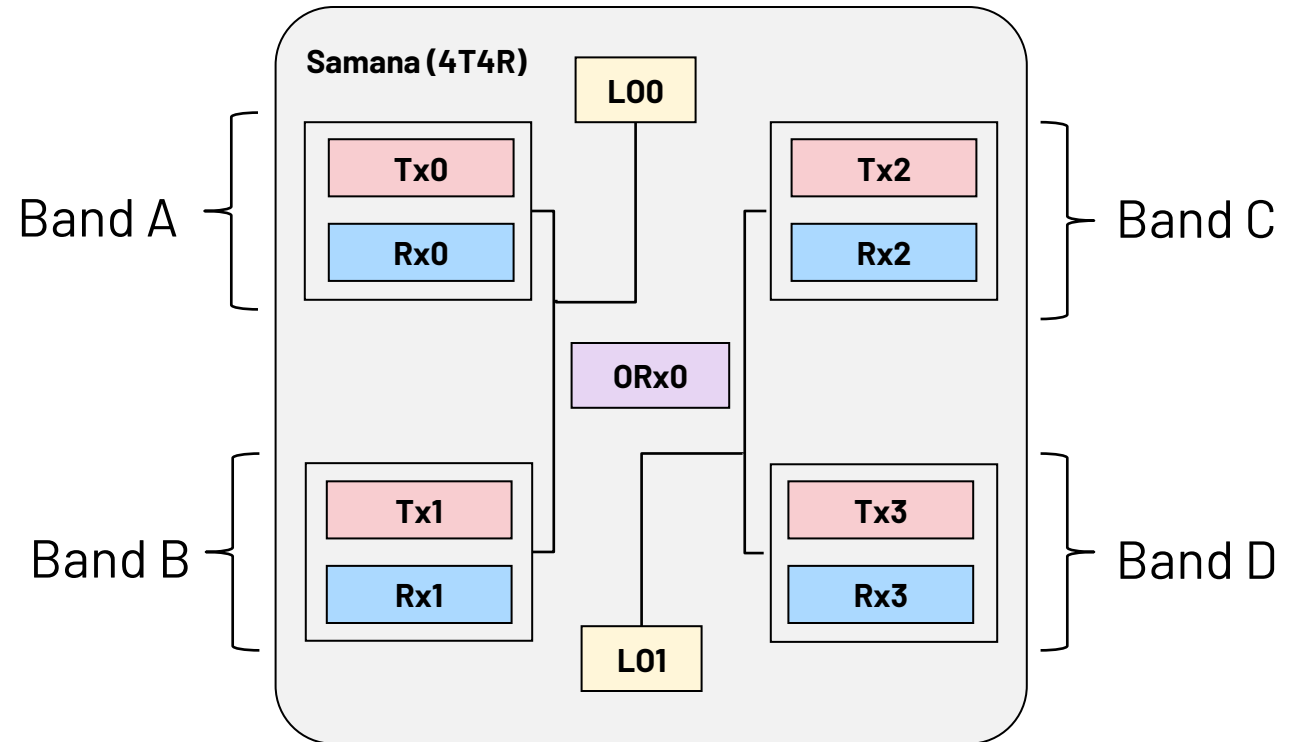 Samana (4T4R)
LO0
Tx0
Rx0
Band A
Tx2
Rx2
Band C
ORx0
Tx1
Rx1
Band B
Tx3
Rx3
Band D
LO1